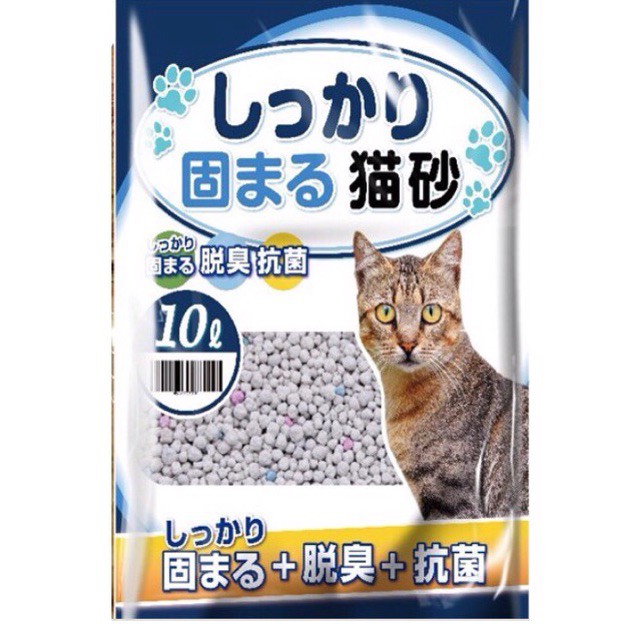 しっかり
固まる 猫砂
しっかり
固まる 脱臭 抗菌
10ℓ
しっかり
固まる+脱臭+抗菌